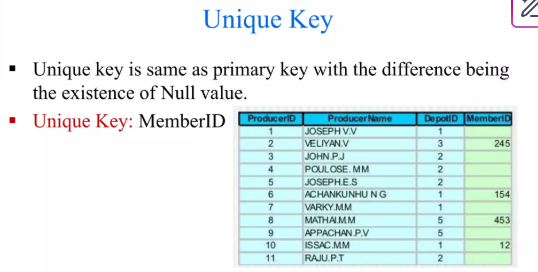 Unique Key
▪ Unique key is same as primary key with the difference being
the existence of Null value.
▪ Unique Key: MemberID
ProducerID ProducerName DepotID MemberID
1 JOSEPH V.V 1
2 VELIYAN.V 3 245
3 JOHN.P.J 2
4 POULOSE. MM 2
5 JOSEPH.E.S 2
6 ACHANKUNHU N G 1 154
7 VARKY.MM 1
8 MATHAI.M.M 5 453
9 APPACHAN.P.V 5
10 ISSAC.M.M 1 12
11 RAJU.P.T 2